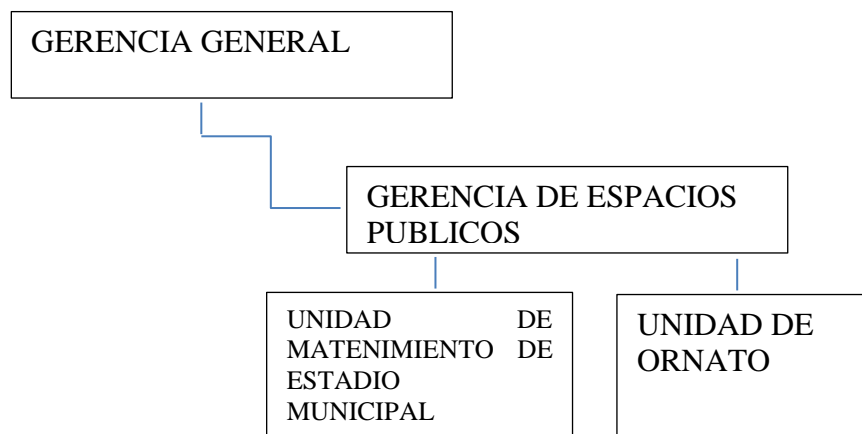 GERENCIA GENERAL
GERENCIA DE ESPACIOS
PUBLICOS
UNIDAD DE
MATENIMIENTO DE
ESTADIO
MUNICIPAL
UNIDAD DE
ORNATO